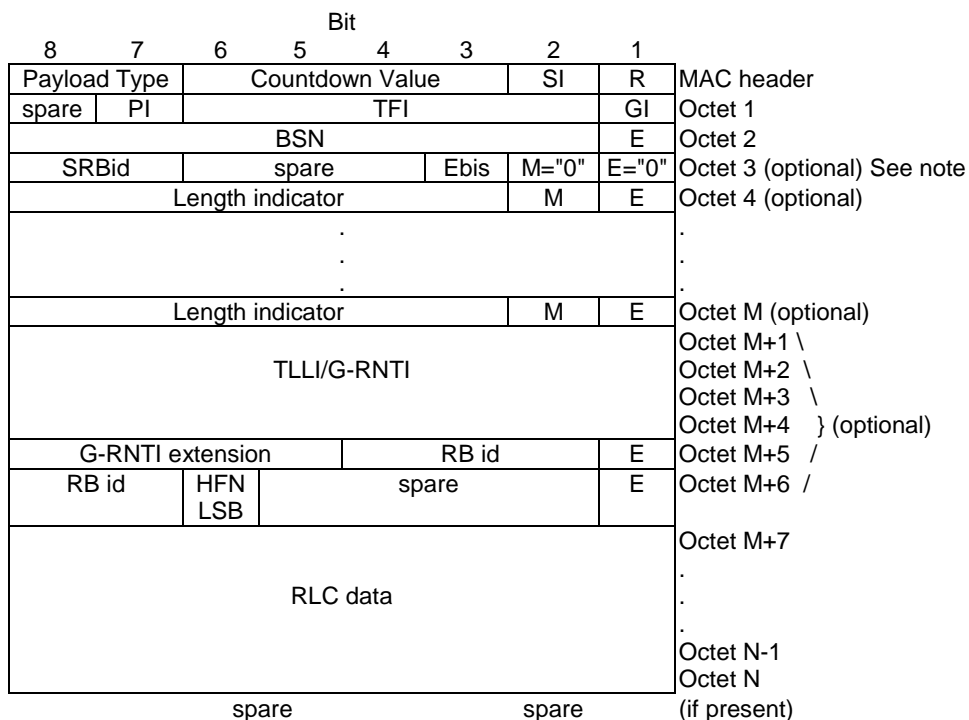 Bit
8 7 6 5 4 3 2 1
Payload Type Countdown Value SI R MAC header
spare PI TFI GI Octet 1
BSN E Octet 2
SRBid spare Ebis M="0" E="0" Octet 3 (optional) See note
Length indicator M E Octet 4 (optional)
. .
. .
. .
Length indicator M E Octet M (optional)
Octet M+1 \
TLLI/G-RNTI Octet M+2 \
Octet M+3 \
Octet M+4 } (optional)
G-RNTI extension RB id E Octet M+5 /
RB id HFN spare E Octet M+6 /
LSB
Octet M+7
.
RLC data .
.
Octet N-1
Octet N
spare spare (if present)